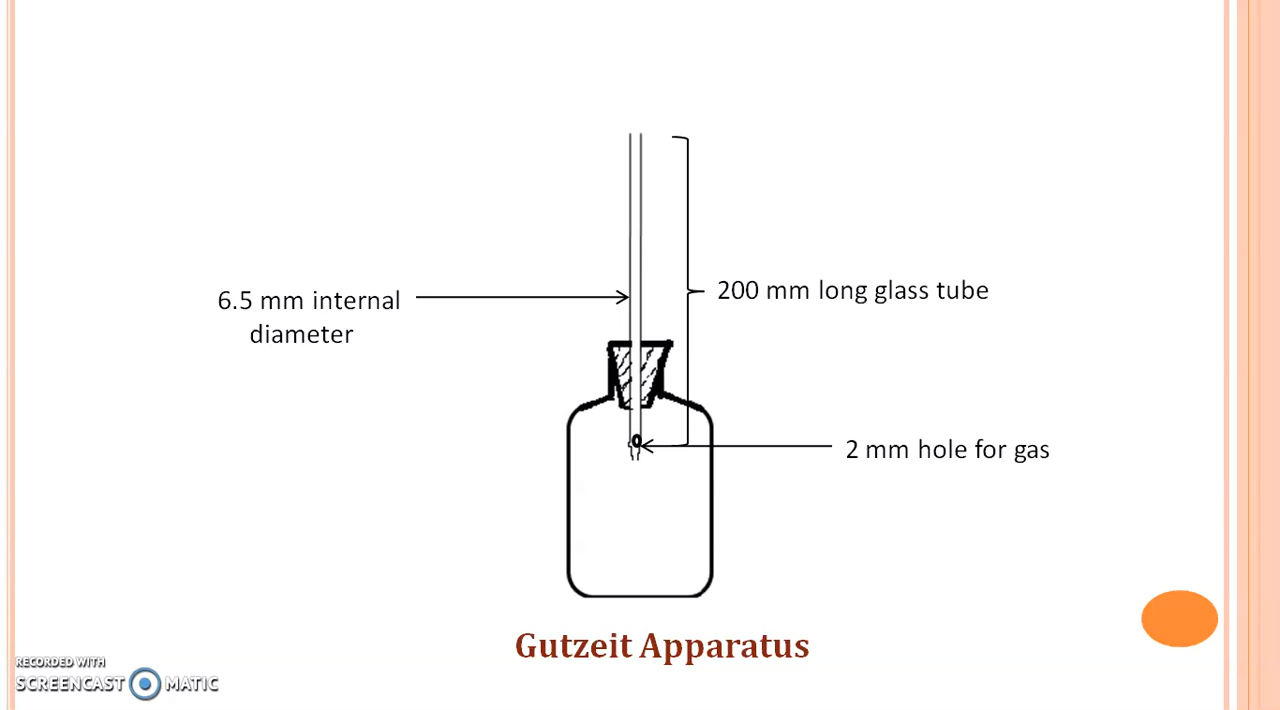 200 mm long glass tube
6.5 mm internal
diameter
2 mm hole for gas
Gutzeit Apparatus
RECORDED WITH
SCREENCAST MATIC